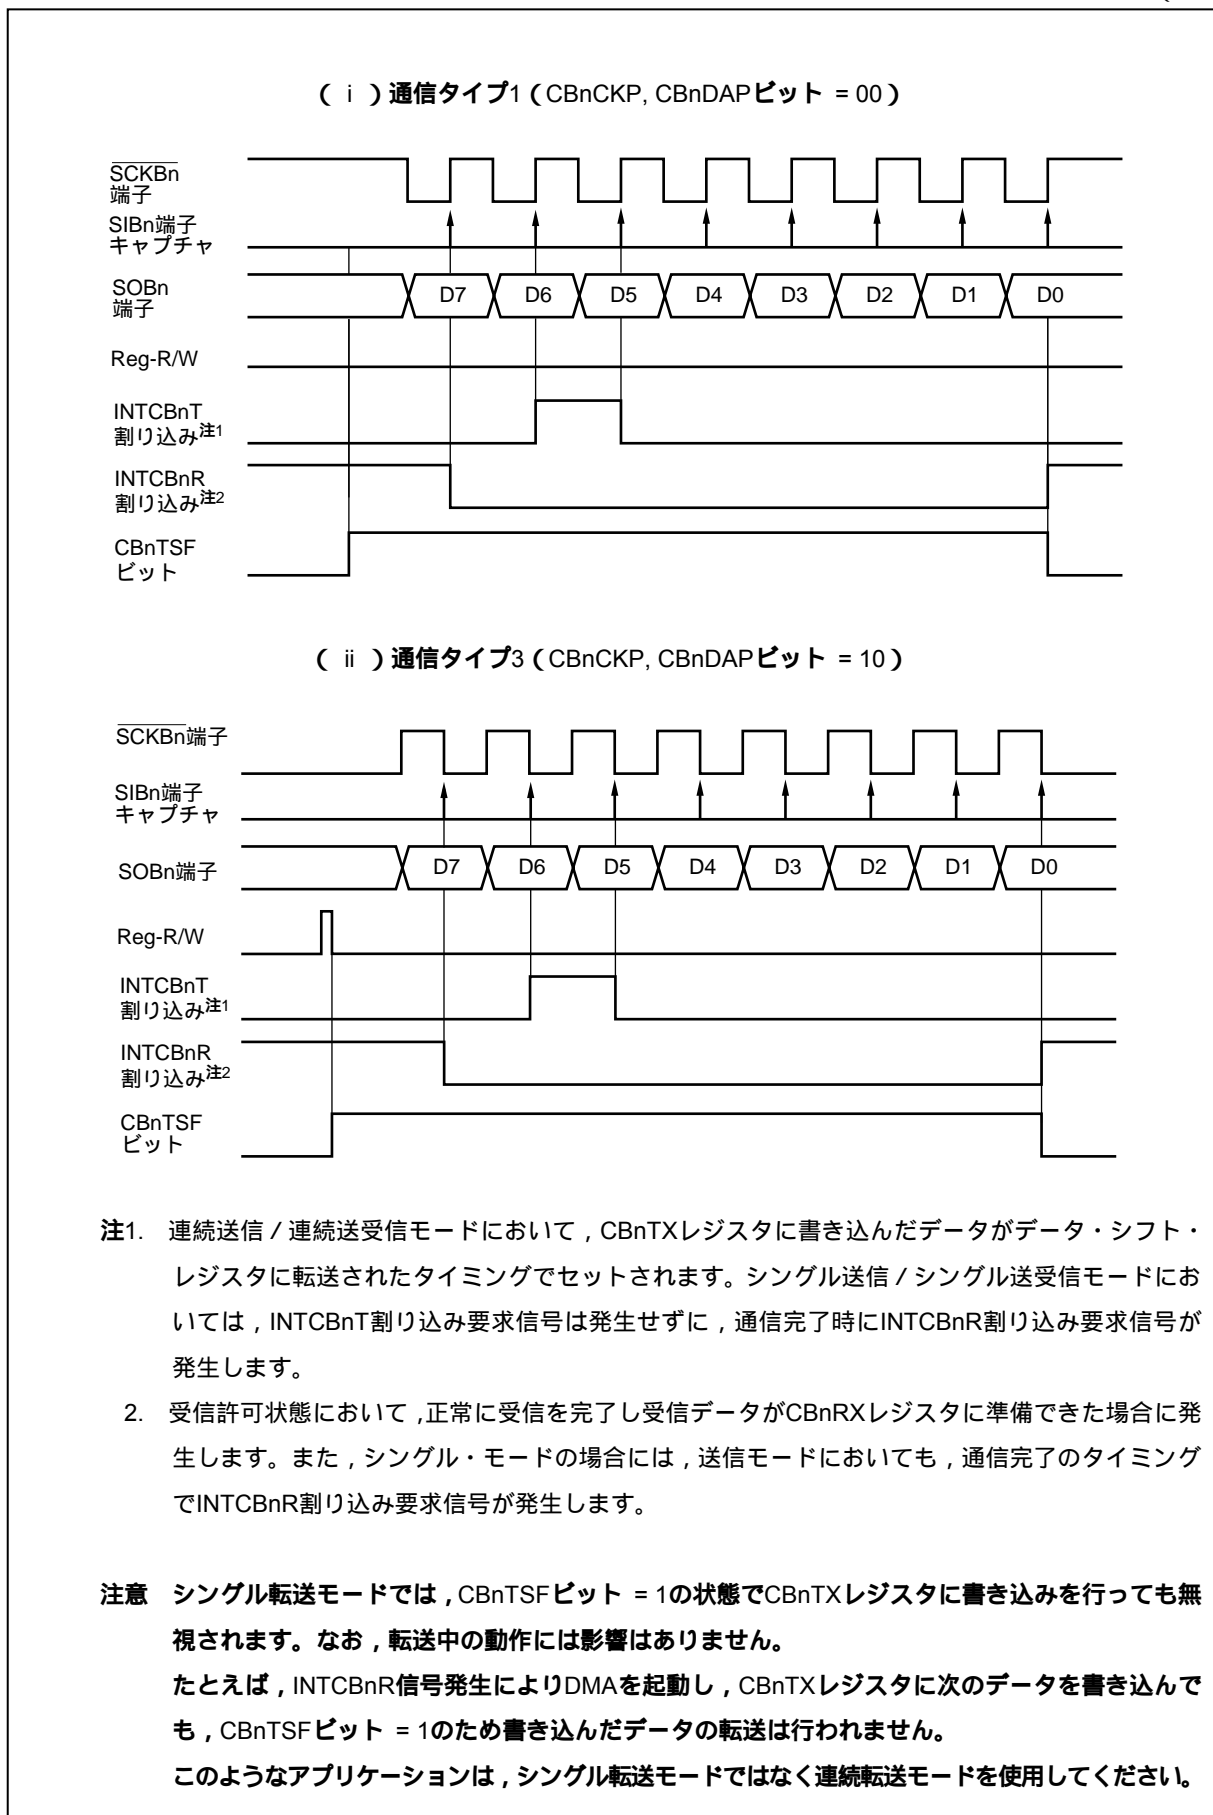 ( i )通信タイプ1(CBnCKP, CBnDAPビット = 00)
SCKBn
端子
SIBn端子
キャプチャ
SOBn
端子
D7 D6 D5 D4 D3 D2 D1 D0
Reg-R/W
INTCBnT
割り込み注1
INTCBnR
割り込み注2
CBnTSF
ビット
( ii )通信タイプ3(CBnCKP, CBnDAPビット = 10)
SCKBn端子
SIBn端子
キャプチャ
SOBn端子
D7 D6 D5 D4 D3 D2 D1 D0
Reg-R/W
INTCBnT
割り込み注1
INTCBnR
割り込み注2
CBnTSF
ビット
注1. 連続送信/連続送受信モードにおいて,CBnTXレジスタに書き込んだデータがデータ・シフト・
レジスタに転送されたタイミングでセットされます。シングル送信/シングル送受信モードにお
いては,INTCBnT割り込み要求信号は発生せずに,通信完了時にINTCBnR割り込み要求信号が
発生します。
2. 受信許可状態において,正常に受信を完了し受信データがCBnRXレジスタに準備できた場合に発
生します。また,シングル・モードの場合には,送信モードにおいても,通信完了のタイミング
でINTCBnR割り込み要求信号が発生します。
注意 シングル転送モードでは,CBnTSFビット = 1の状態でCBnTXレジスタに書き込みを行っても無
視されます。なお,転送中の動作には影響はありません。
たとえば,INTCBnR信号発生によりDMAを起動し,CBnTXレジスタに次のデータを書き込んで
も,CBnTSFビット = 1のため書き込んだデータの転送は行われません。
このようなアプリケーションは,シングル転送モードではなく連続転送モードを使用してください。